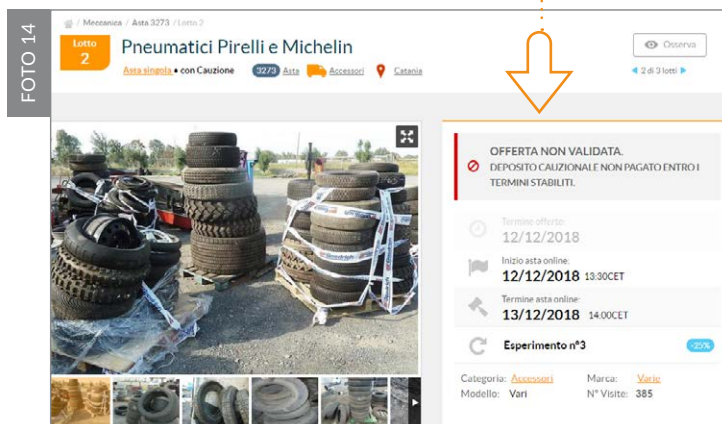 FOTO 14
/ Meccanica / Asta 3273 / Lotto 2
Lotto
2
Pneumatici Pirelli e Michelin
Asta singola • con Cauzione 3273 Asta Accessori Catania
Osserva
2 di 3 lotti
OFFERTA NON VALIDATA.
DEPOSITO CAUZIONALE NON PAGATO ENTRO I
TERMINI STABILITI.
Termine offerte:
12/12/2018
Inizio asta online:
12/12/2018 13:30CET
Termine asta online:
13/12/2018 14:00CET
Esperimento n°3 -25%
Categoria: Accessori Marca: Varie
Modello: Vari N° Visite: 385